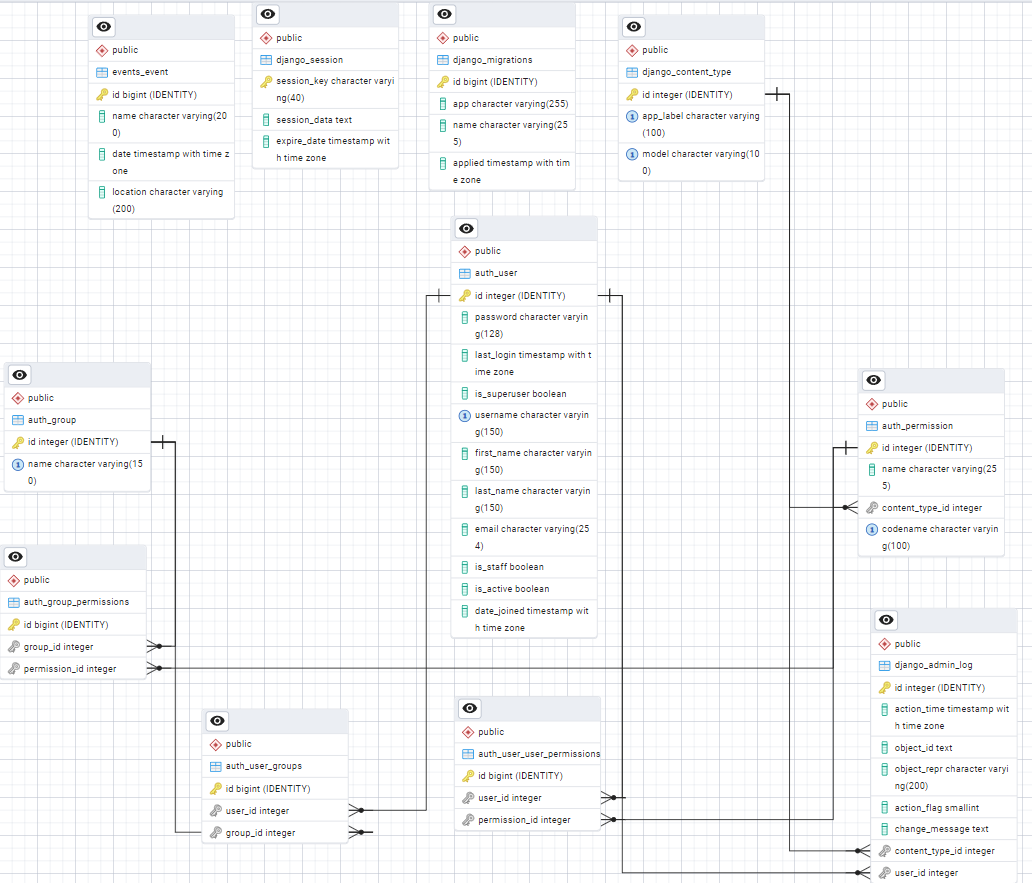 public
events_event
id bigint (IDENTITY)
name character varying(20
0)
date timestamp with time z
one
location character varying
(200)
public
django_session
session_key character varyi
ng(40)
session_data text
expire_date timestamp wit
h time zone
public
django_migrations
id bigint (IDENTITY)
app character varying(255)
name character varying(25
5)
applied timestamp with tim
e zone
public
django_content_type
id integer (IDENTITY)
app_label character varying
(100)
model character varying(10
0)
public
auth_user
id integer (IDENTITY)
password character varyin
g(128)
last_login timestamp with t
ime zone
is_superuser boolean
username character varyin
g(150)
first_name character varyin
g(150)
last_name character varyin
g(150)
email character varying(25
4)
is_staff boolean
is_active boolean
date_joined timestamp wit
h time zone
public
auth_group
id integer (IDENTITY)
name character varying(15
0)
public
auth_permission
id integer (IDENTITY)
name character varying(25
5)
content_type_id integer
codename character varyin
g(100)
public
auth_group_permissions
id bigint (IDENTITY)
group_id integer
permission_id integer
public
auth_user_groups
id bigint (IDENTITY)
user_id integer
group_id integer
public
auth_user_user_permissions
id bigint (IDENTITY)
user_id integer
permission_id integer
public
django_admin_log
id integer (IDENTITY)
action_time timestamp wit
h time zone
object_id text
object_repr character varyi
ng(200)
action_flag smallint
change_message text
content_type_id integer
user_id integer